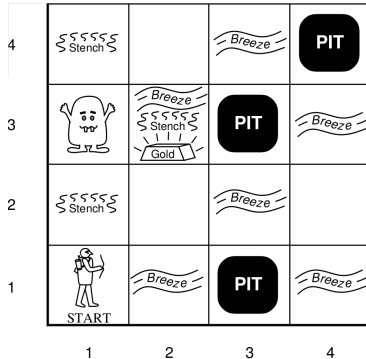 4
Stench
Breeze
PIT
3
Breeze
Stench
Gold
PIT
Breeze
2
Stench
Breeze
1
START
Breeze
PIT
Breeze
1 2 3 4